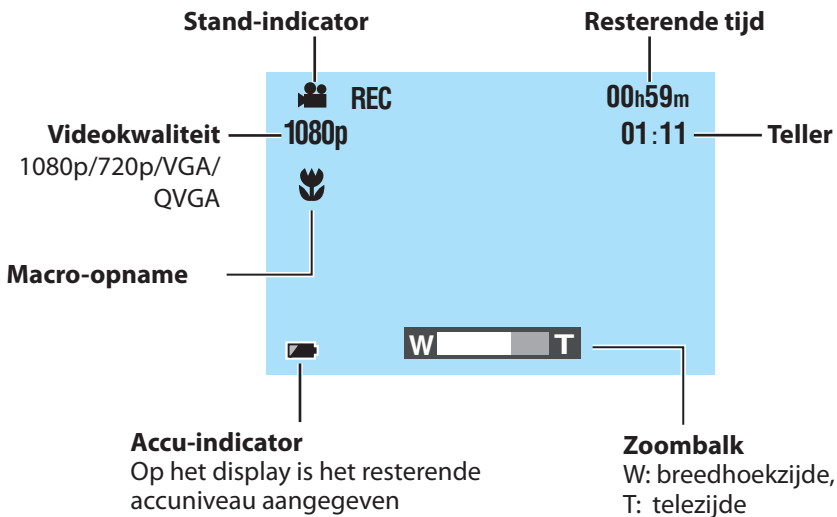 Stand-indicator
Resterende tijd
REC
00h59m
Videokwaliteit
1080p
01:11
Teller
1080p/720p/VGA/
QVGA
Macro-opname
W
T
Accu-indicator
Op het display is het resterende
accuniveau aangegeven
Zoombalk
W: breedhoekzijde,
T: telezijde